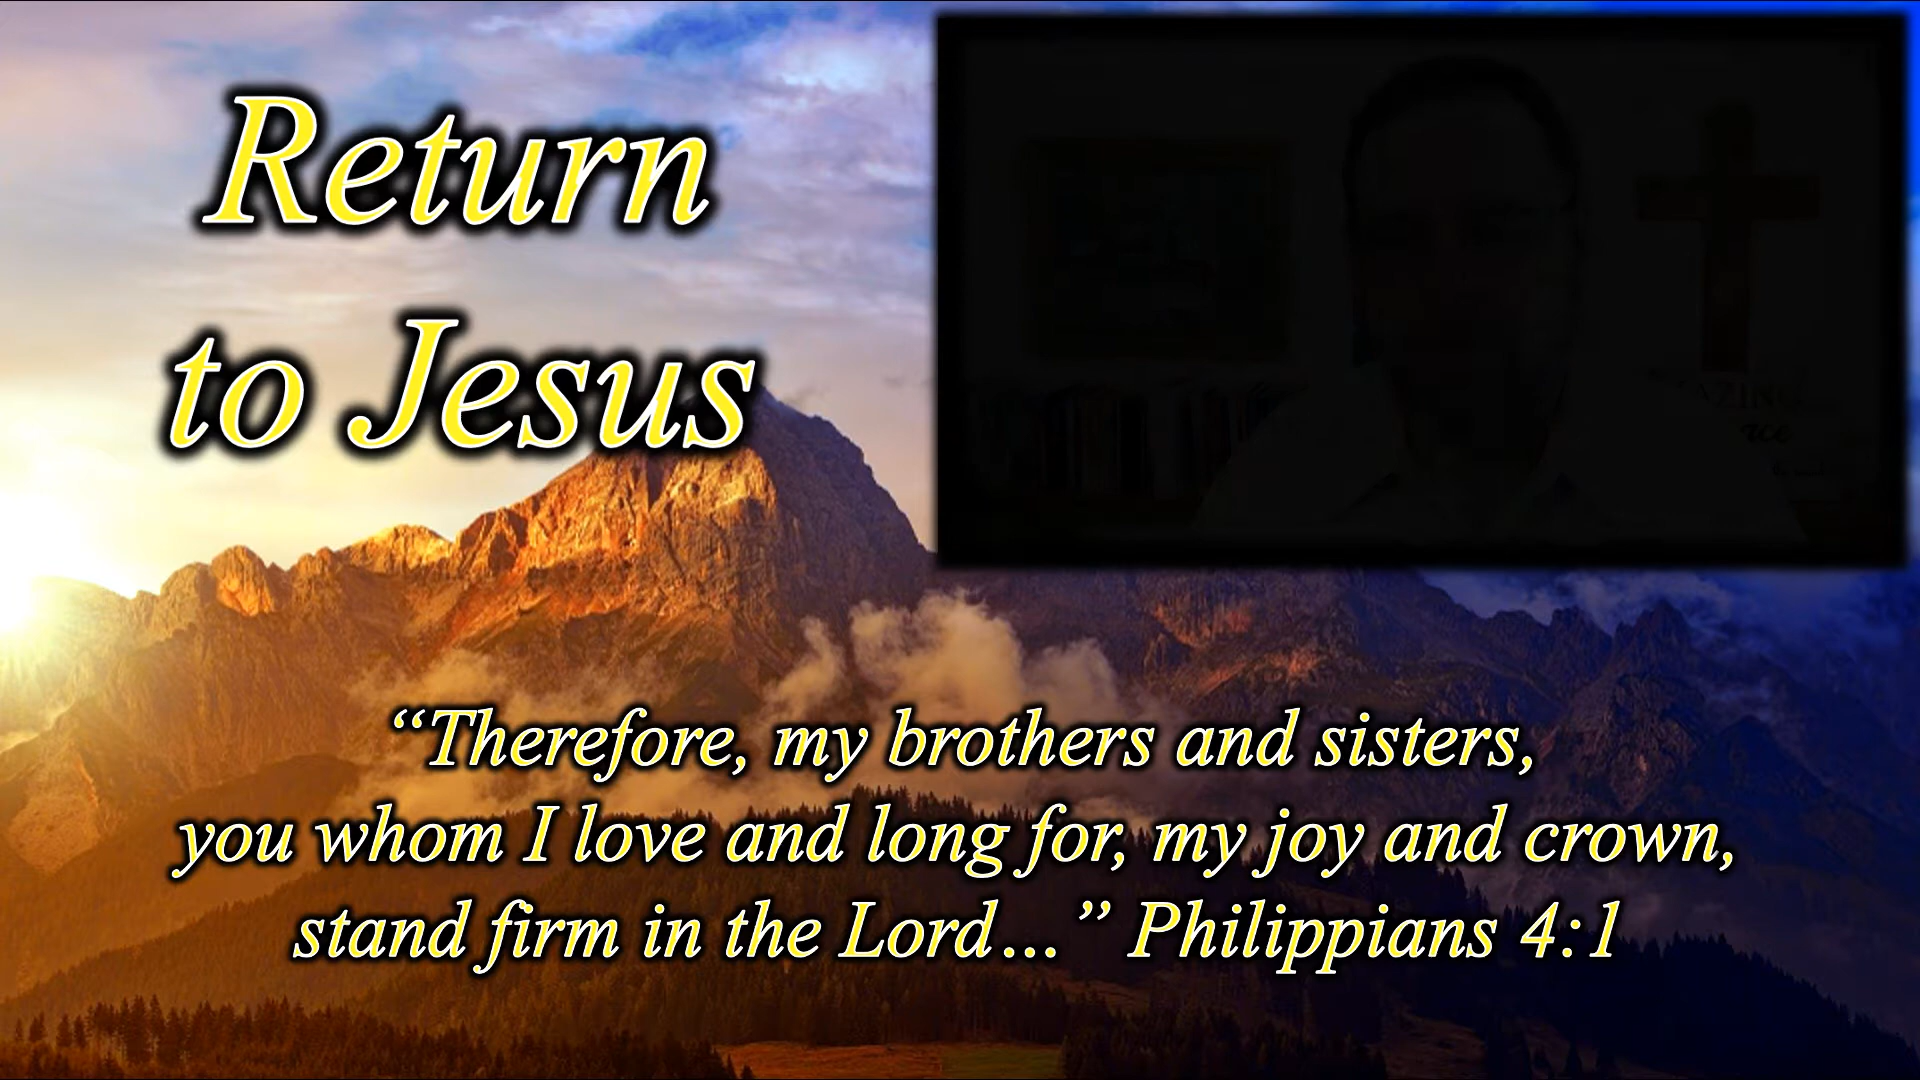 Return
to Jesus
“Therefore, my brothers and sisters,
you whom I love and long for, my joy and crown,
stand firm in the Lord…” Philippians 4:1